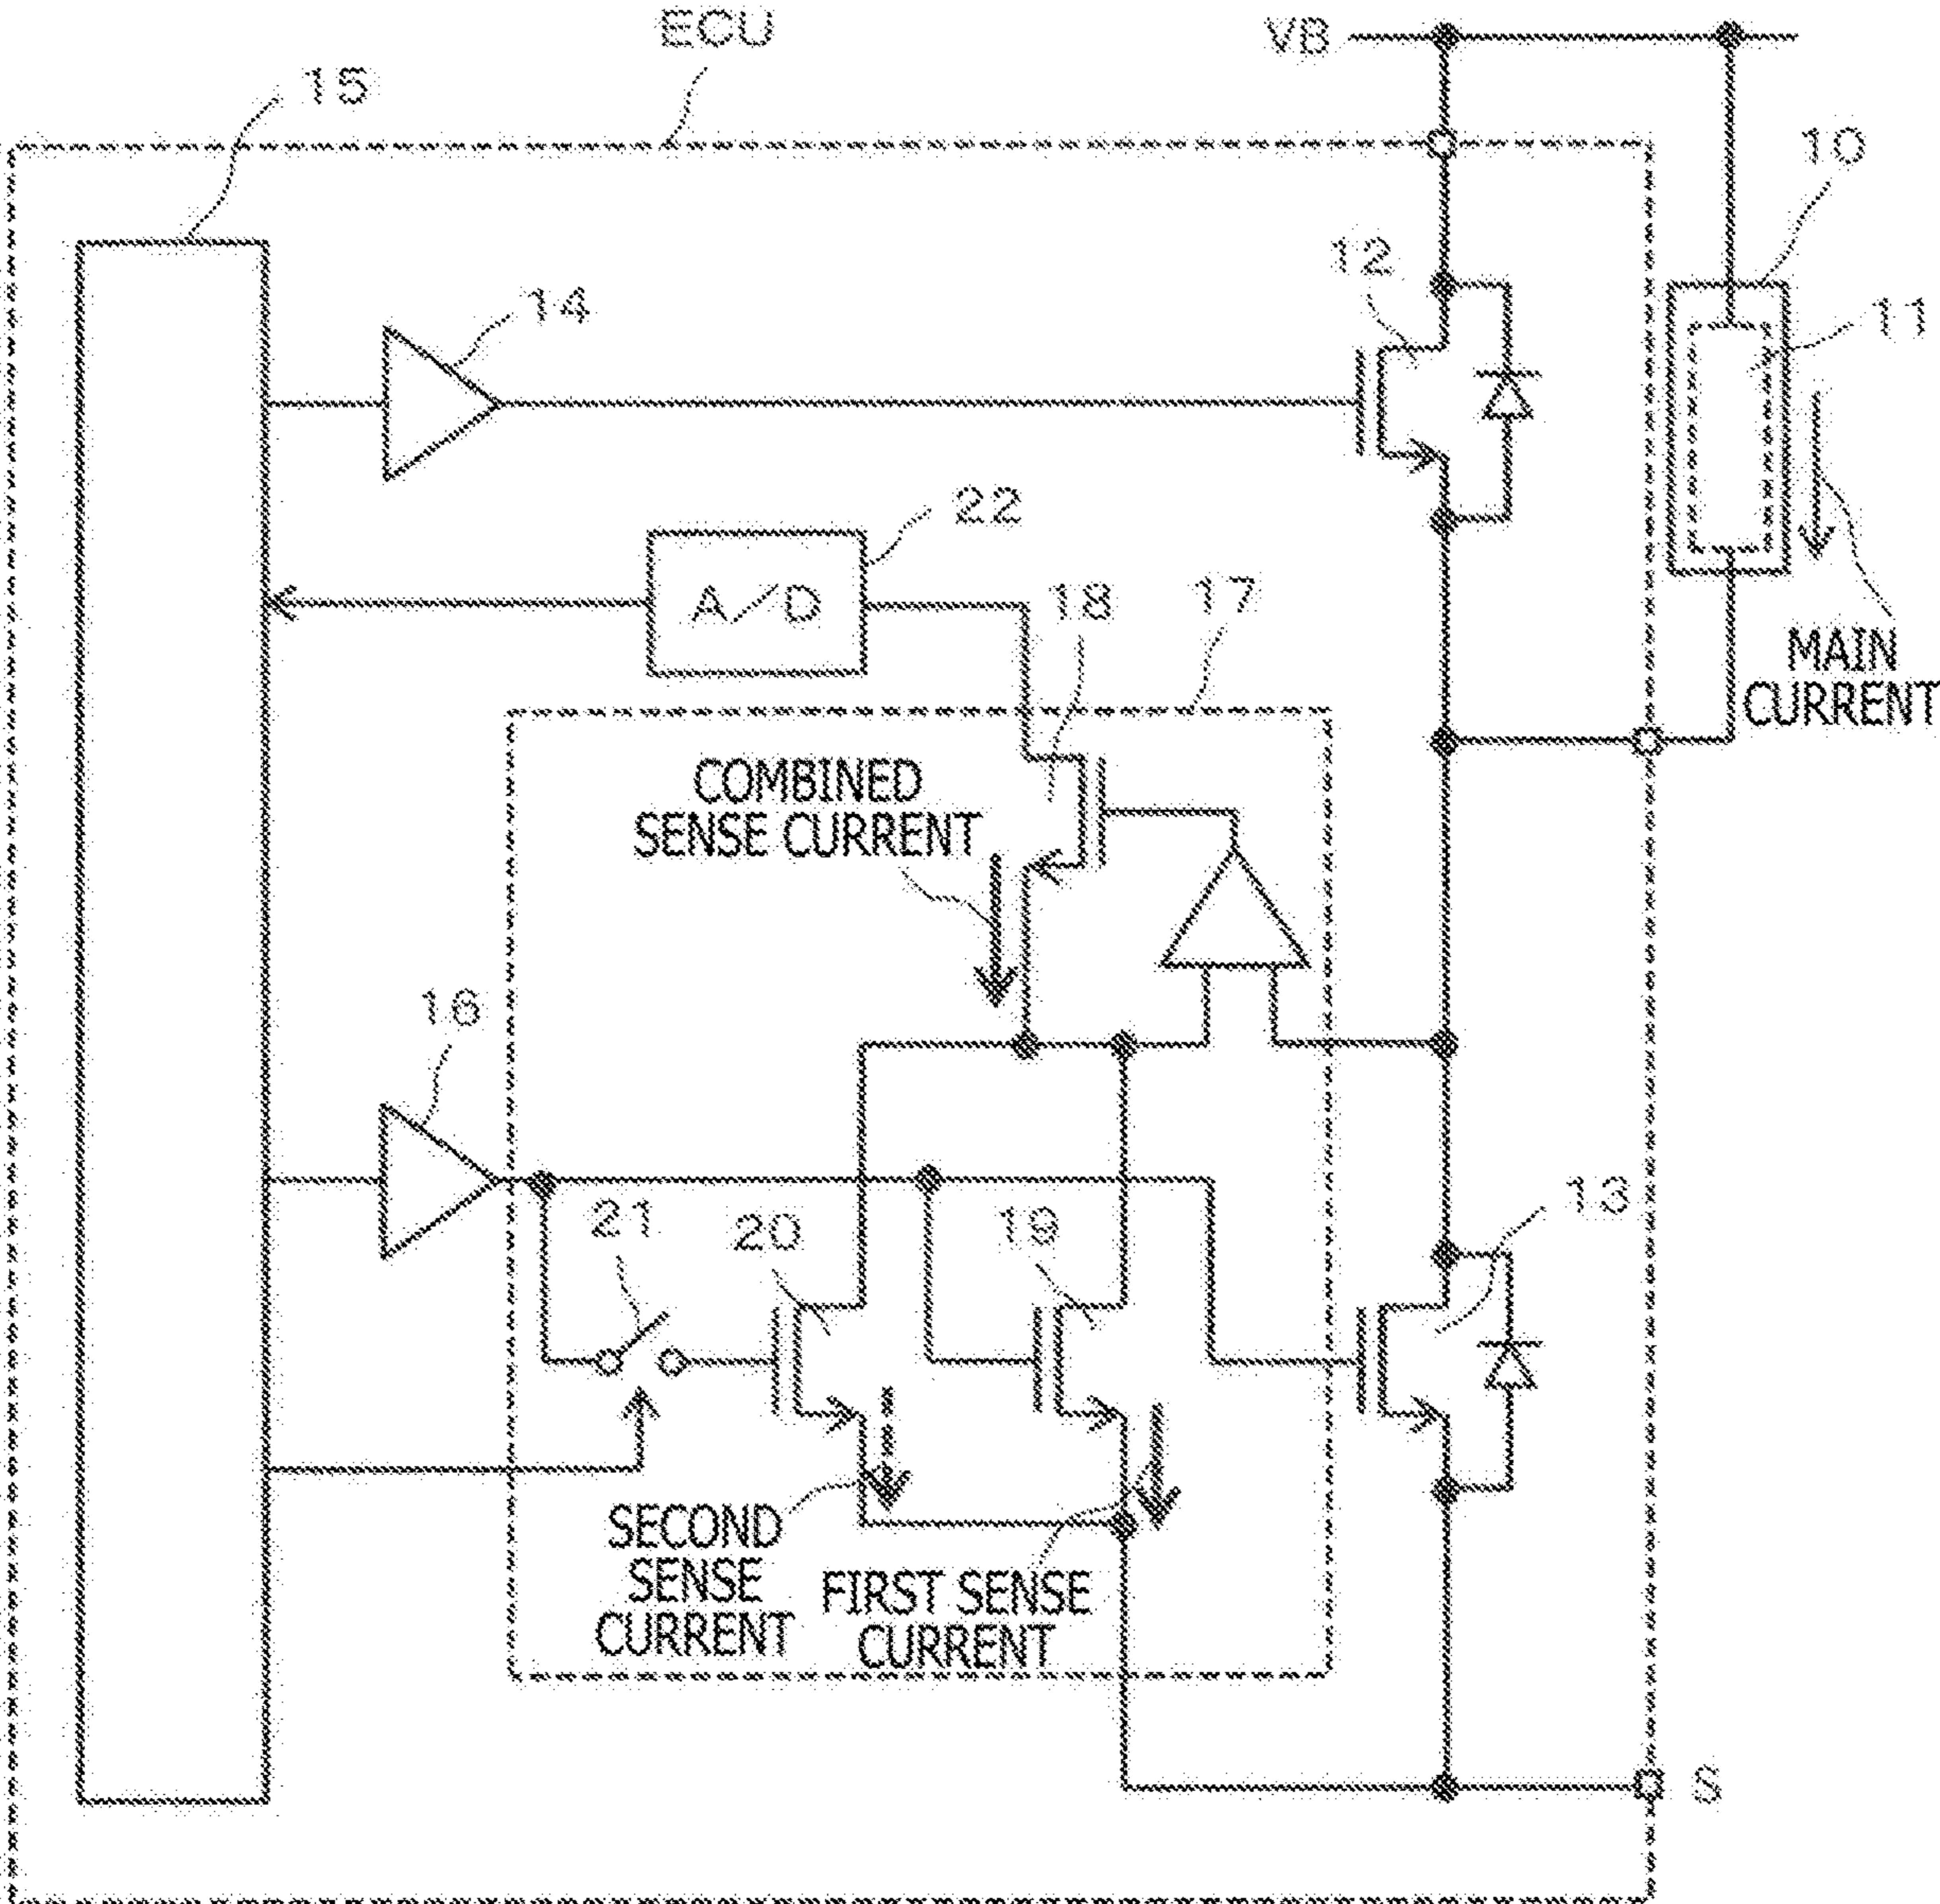 ECU
VB
15
10
12
14
11
22
A/D
18
17
MAIN
CURRENT
COMBINED
SENSE CURRENT
16
21
20
19
13
SECOND
SENSE
CURRENT
FIRST SENSE
CURRENT
S